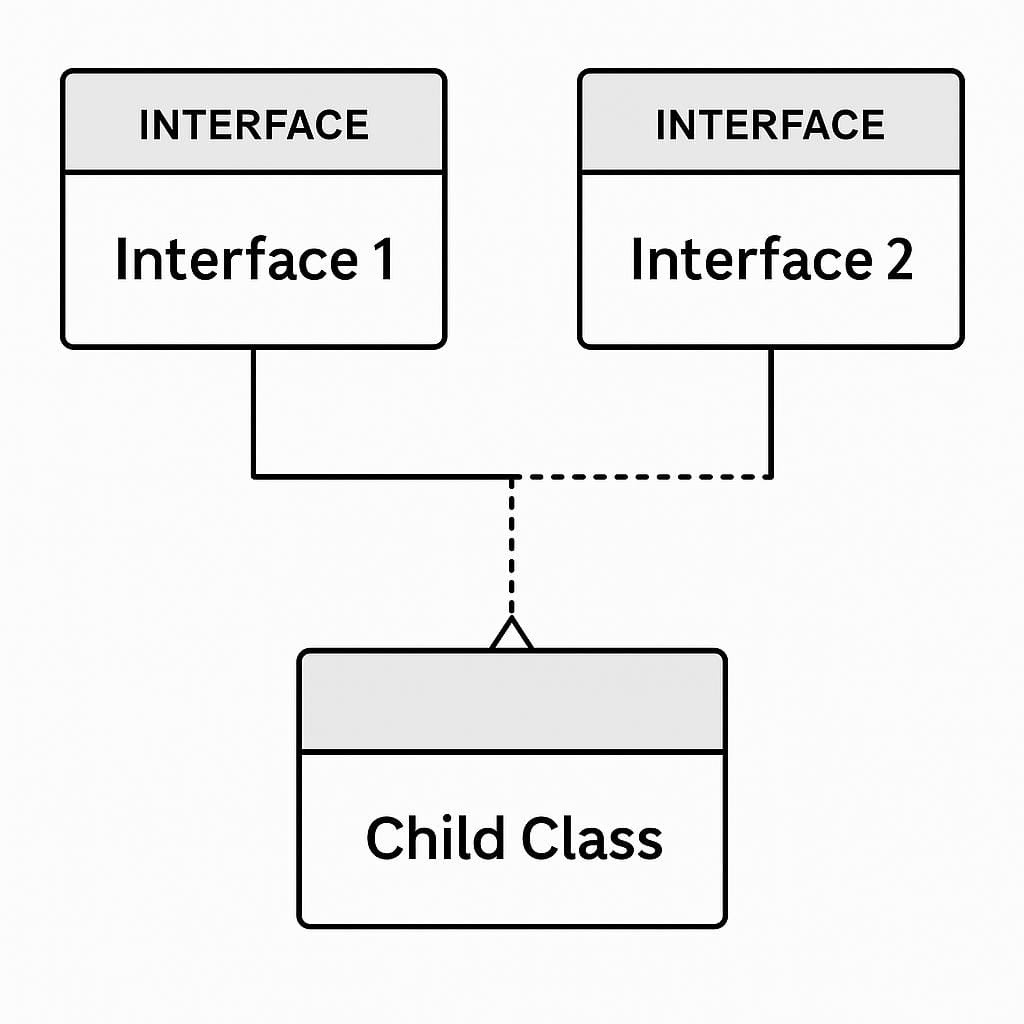 INTERFACE
Interface 1
INTERFACE
Interface 2
Child Class